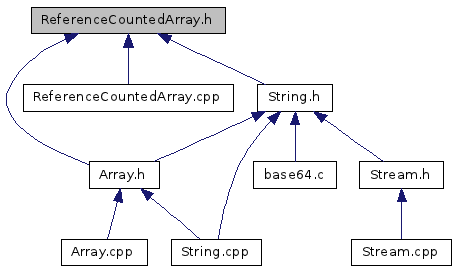 ReferenceCountedArray.h
ReferenceCountedArray.cpp
String.h
Array.h
base64.c
Stream.h
Array.cpp
String.cpp
Stream.cpp